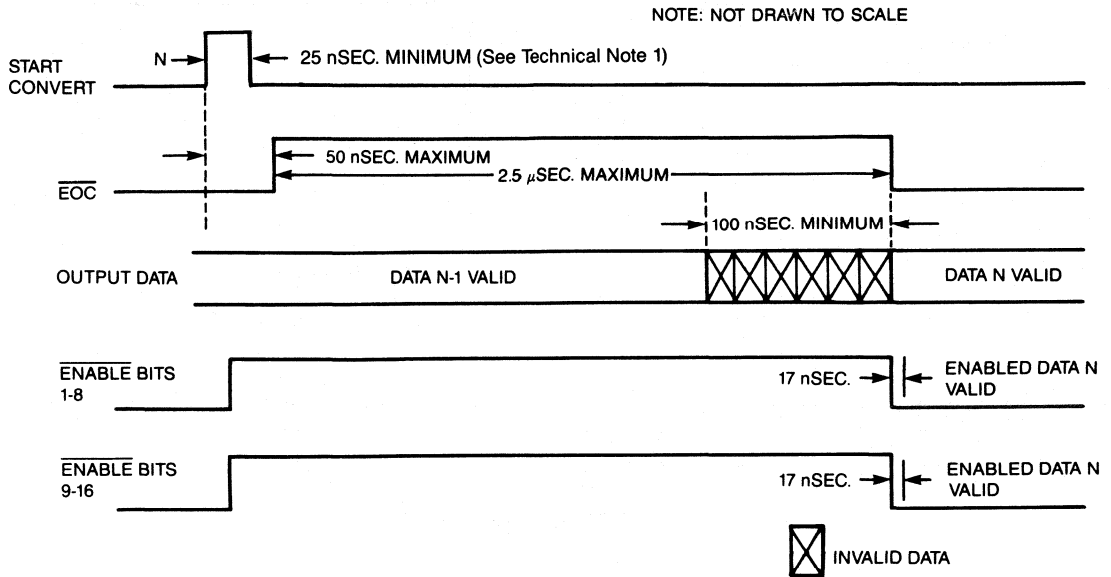 NOTE: NOT DRAWN TO SCALE
START
CONVERT
N
25 nSEC. MINIMUM (See Technical Note 1)
50 nSEC. MAXIMUM
EOC
2.5 μSEC. MAXIMUM
100 nSEC. MINIMUM
OUTPUT DATA
DATA N-1 VALID
DATA N VALID
ENABLE BITS
1-8
17 nSEC.
ENABLED DATA N
VALID
ENABLE BITS
9-16
17 nSEC.
ENABLED DATA N
VALID
INVALID DATA